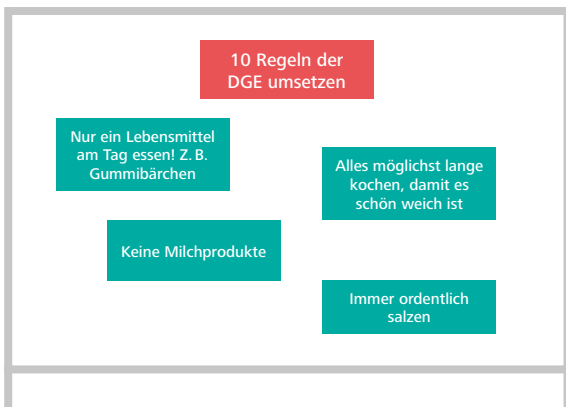 10 Regeln der
DGE umsetzen
Nur ein Lebensmittel
am Tag essen! Z. B.
Gummibärchen
Alles möglichst lange
kochen, damit es
schön weich ist
Keine Milchprodukte
Immer ordentlich
salzen